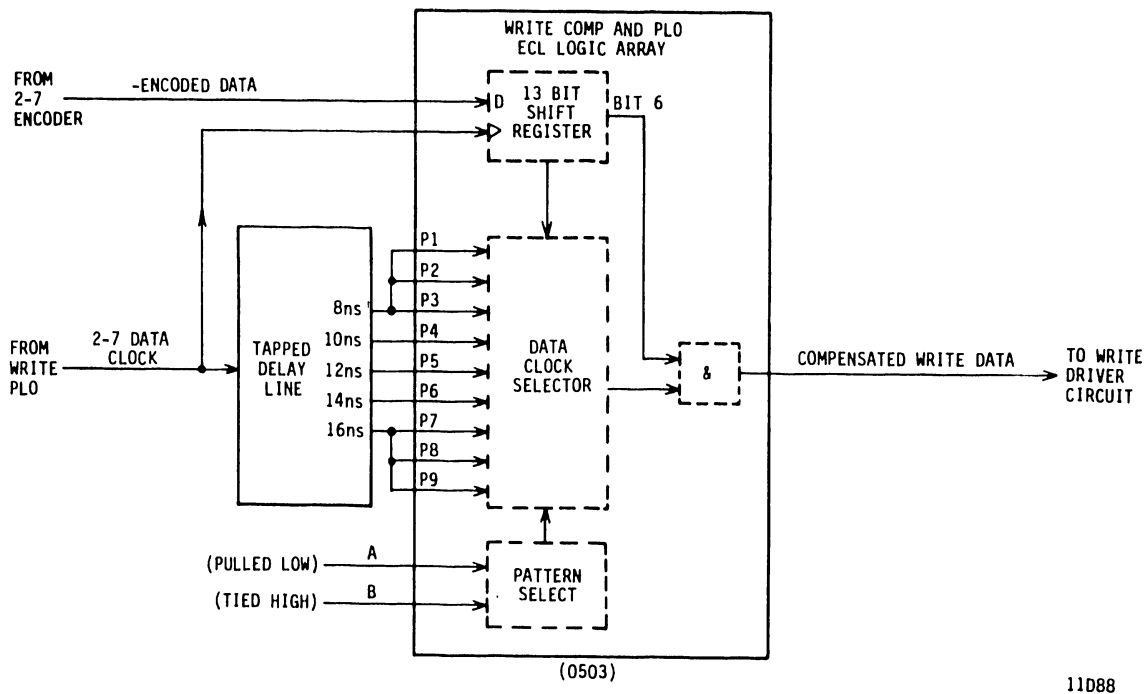 WRITE COMP AND PLO
ECL LOGIC ARRAY
FROM
2-7
ENCODER
-ENCODED DATA
D
13 BIT
SHIFT
REGISTER
BIT 6
P1
P2
P3
P4
P5
P6
P7
P8
P9
8ns
10ns
12ns
14ns
16ns
TAPPED
DELAY
LINE
FROM
WRITE
PLO
2-7 DATA
CLOCK
DATA
CLOCK
SELECTOR
&
COMPENSATED WRITE DATA
TO WRITE
DRIVER
CIRCUIT
(PULLED LOW)
A
(TIED HIGH)
B
PATTERN
SELECT
(0503)
11D88